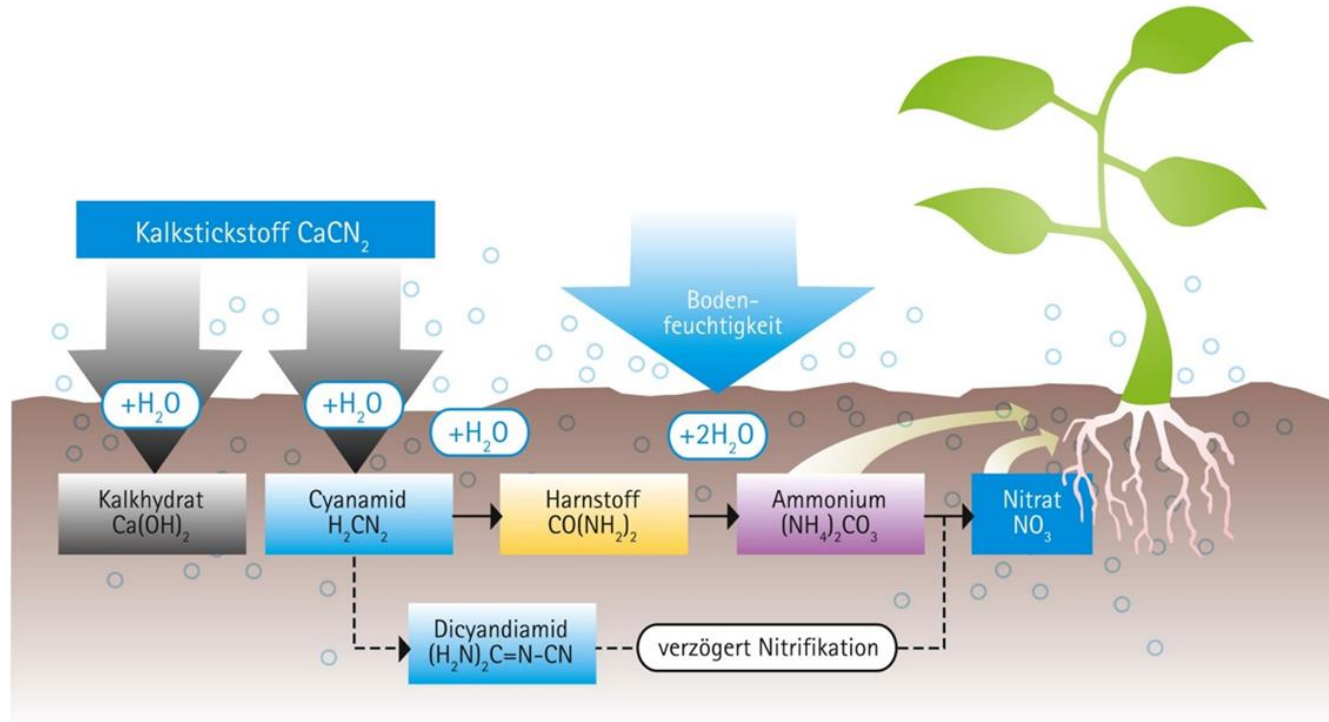 Kalkstickstoff CaCN₂
Boden-
feuchtigkeit
+H₂O
+H₂O
+H₂O
+2H₂O
Kalkhydrat
Ca(OH)₂
Cyanamid
H₂CN₂
Harnstoff
CO(NH₂)₂
Ammonium
(NH₄)₂CO₃
Nitrat
NO₃
Dicyandiamid
(H₂N)₂C=N-CN
verzögert Nitrifikation